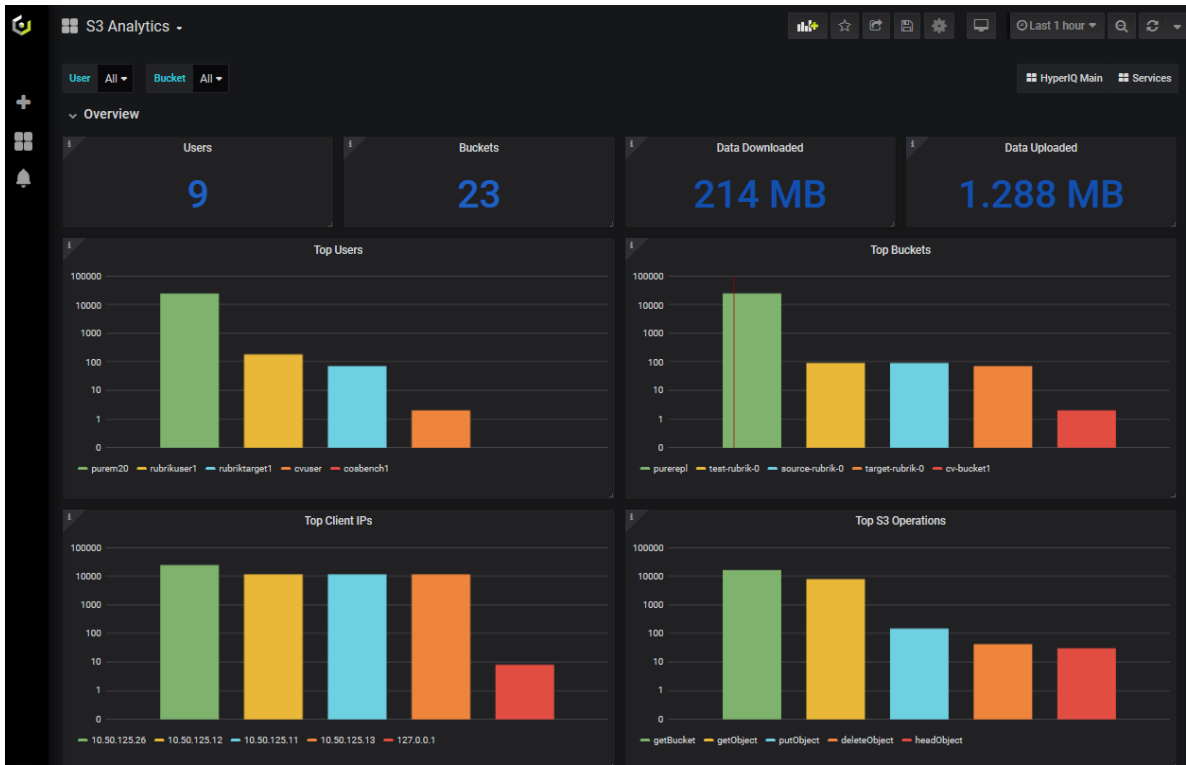 S3 Analytics
Last 1 hour
User All Bucket All
HyperIQ Main Services
Overview
Users
9
Buckets
23
Data Downloaded
214 MB
Data Uploaded
1.288 MB
Top Users
100000
10000
1000
100
10
1
0
purem20 rubrikuser1 rubriktarget1 cvuser cosbench1
Top Buckets
100000
10000
1000
100
10
1
0
purerepl test-rubrik-0 source-rubrik-0 target-rubrik-0 cv-bucket1
Top Client IPs
100000
10000
1000
100
10
1
0
10.50.125.26 10.50.125.12 10.50.125.11 10.50.125.13 127.0.0.1
Top S3 Operations
100000
10000
1000
100
10
1
0
getBucket getObject putObject deleteObject headObject